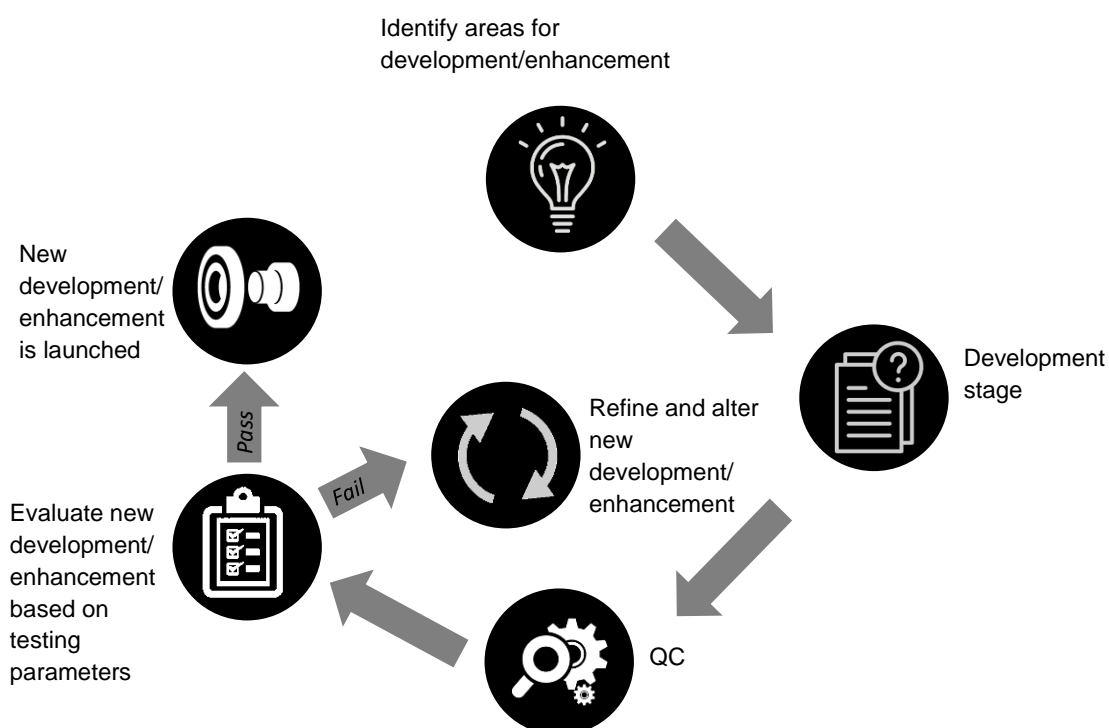 Identify areas for
development/enhancement
New
development/
enhancement
is launched
Development
stage
Refine and alter
new
development/
enhancement
Pass
Fail
Evaluate new
development/
enhancement
based on
testing
parameters
QC
?